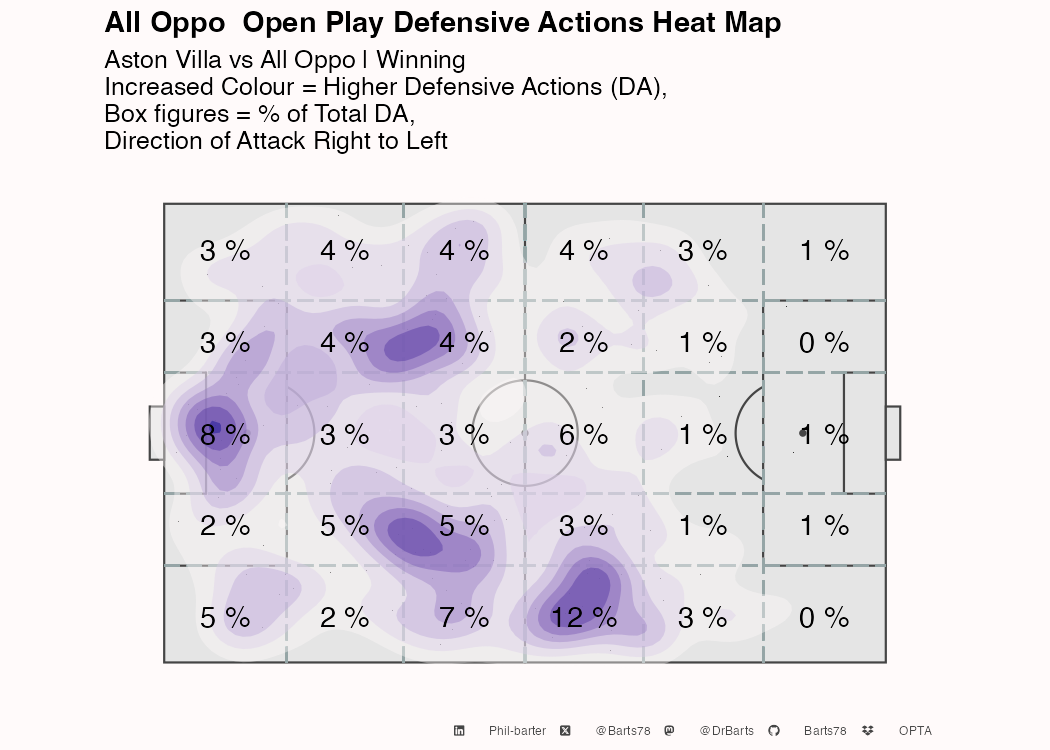 All Oppo  Open Play Defensive Actions Heat Map
Aston Villa vs All Oppo | Winning
Increased Colour = Higher Defensive Actions (DA),
Box figures = % of Total DA,
Direction of Attack Right to Left
3 % 4 % 4 % 4 % 3 % 1 %
3 % 4 % 4 % 2 % 1 % 0 %
8 % 3 % 3 % 6 % 1 % 1 %
2 % 5 % 5 % 3 % 1 % 1 %
5 % 2 % 7 % 12 % 3 % 0 %
Phil-barter @Barts78 @DrBarts Barts78 OPTA